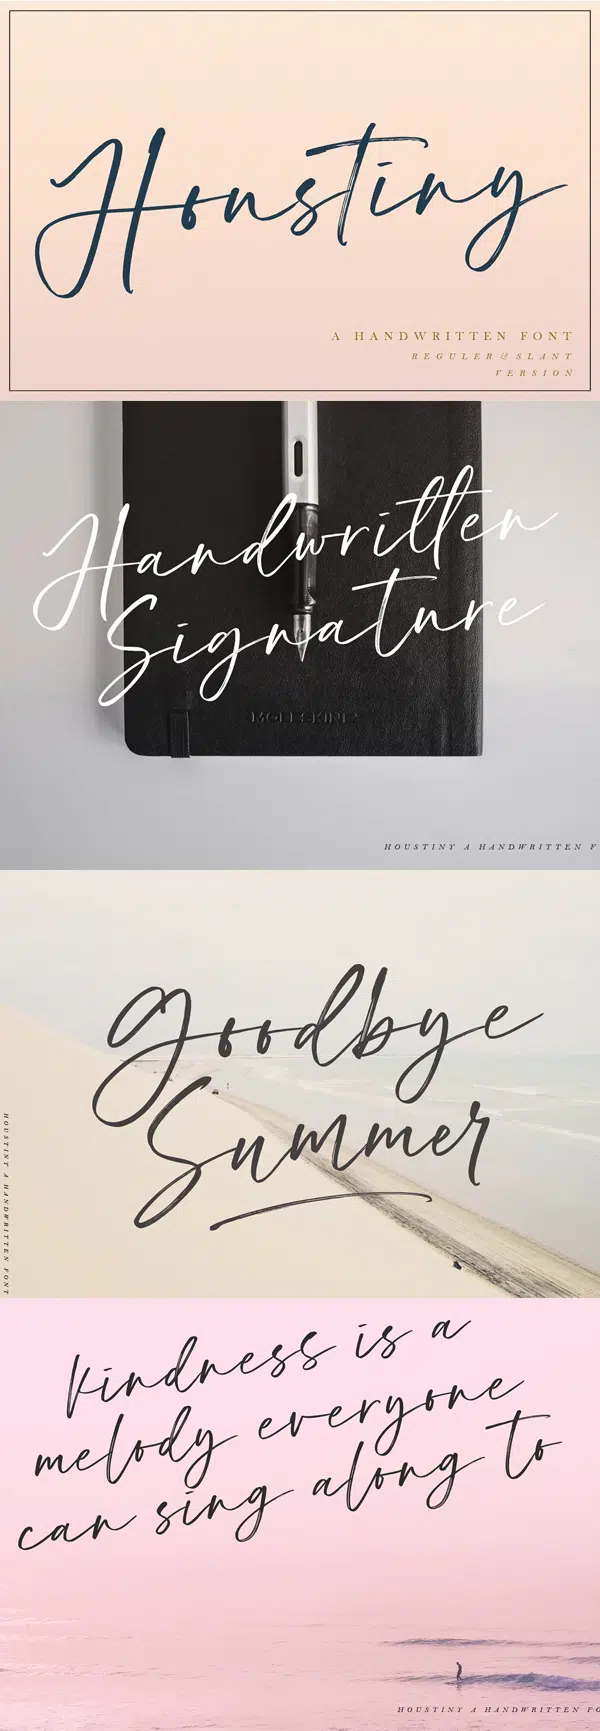 Houstiny
A HANDWRITTEN FONT
REGULER & SLANT
VERSION
Handwritten
Signature
MOLESKINE
HOUSTINY A HANDWRITTEN F
Goodbye
Summer
HOUSTINY A HANDWRITTEN FONT
Kindness is a
melody everyone
can sing along to
HOUSTINY A HANDWRITTEN FO